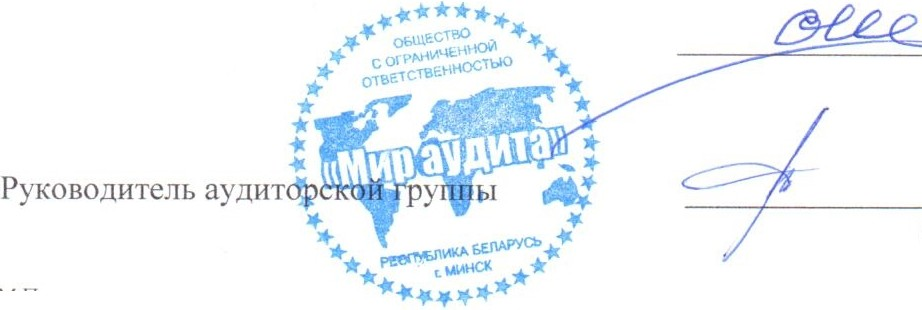 ОБЩЕСТВО
С ОГРАНИЧЕННОЙ
ОТВЕТСТВЕННОСТЬЮ
«Мир аудита»
Руководитель аудиторской группы
РЕСПУБЛИКА БЕЛАРУСЬ
г. МИНСК